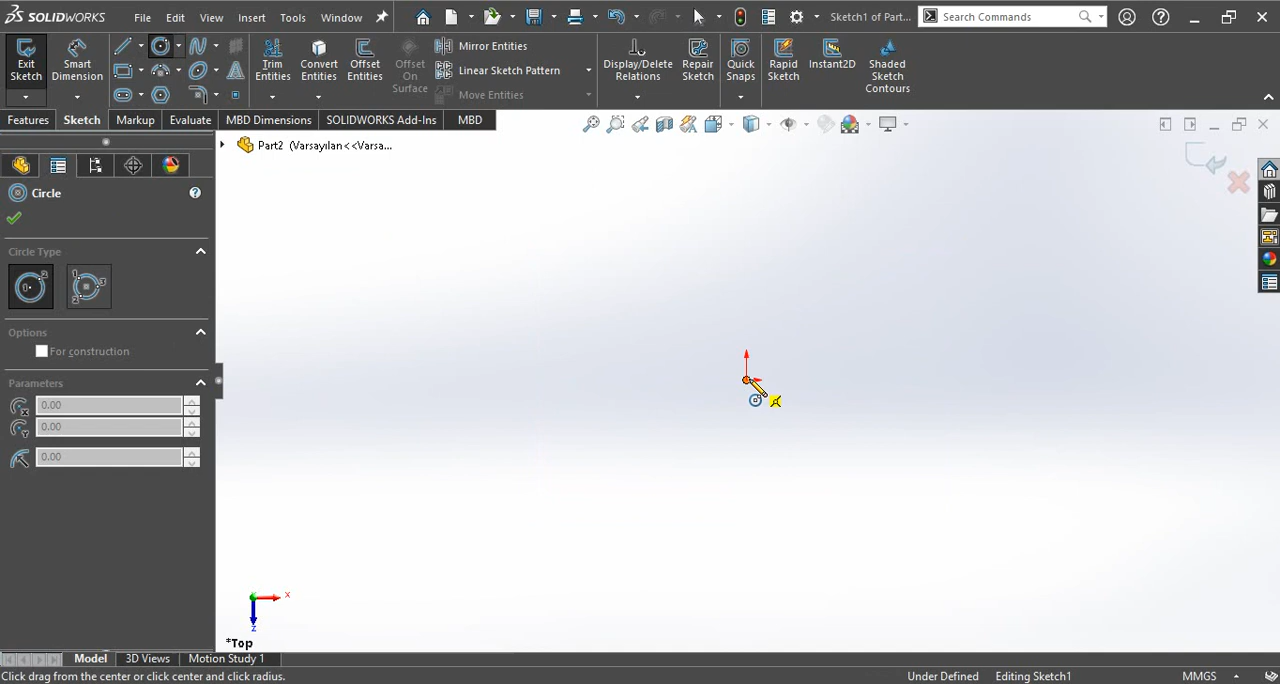 SOLIDWORKS File Edit View Insert Tools Window Sketch1 of Part... Search Commands
Exit Sketch
Smart Dimension
Trim Entities
Convert Entities
Offset Entities
Offset On Surface
Mirror Entities
Linear Sketch Pattern
Move Entities
Display/Delete Relations
Repair Sketch
Quick Snaps
Rapid Sketch
Instant2D
Shaded Sketch Contours
Features Sketch Markup Evaluate MBD Dimensions SOLIDWORKS Add-Ins MBD
Part2 (Varsayılan<<Varsa...
Circle
Circle Type
Options
For construction
Parameters
0.00
0.00
0.00
X
Z
*Top
Model 3D Views Motion Study 1
Click drag from the center or click center and click radius. Under Defined Editing Sketch1 MMGS